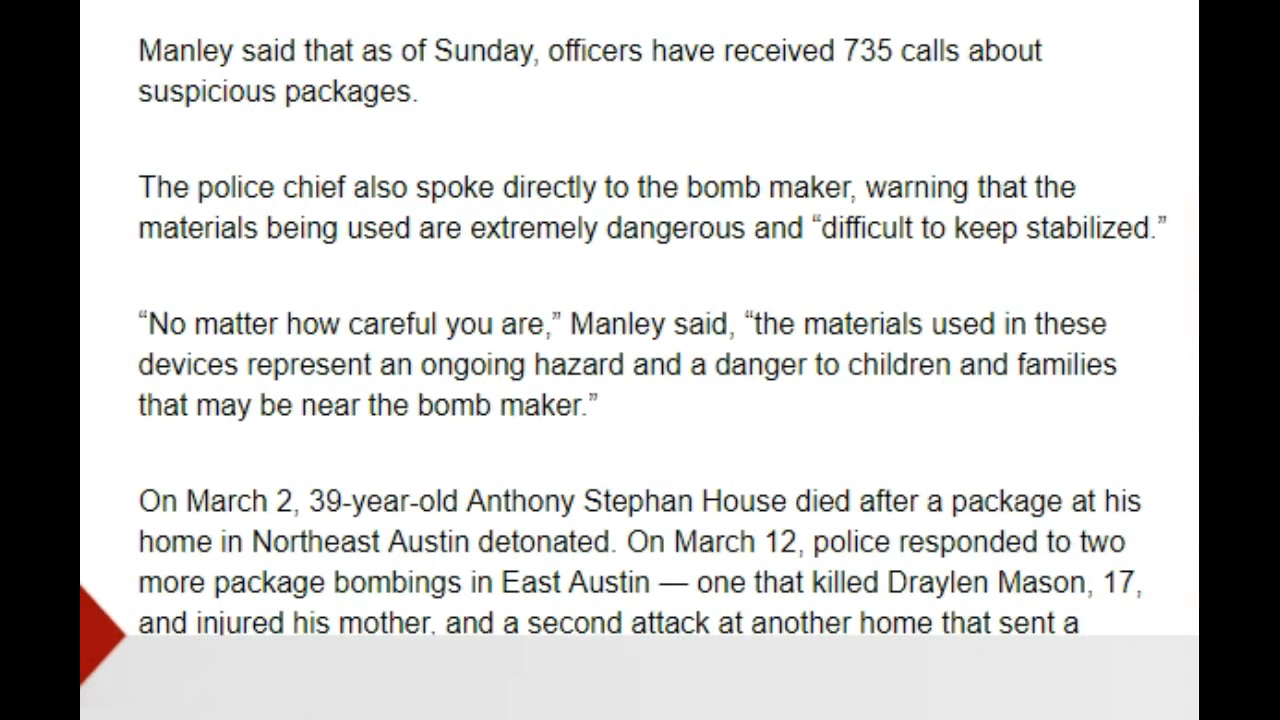 Manley said that as of Sunday, officers have received 735 calls about
suspicious packages.
The police chief also spoke directly to the bomb maker, warning that the
materials being used are extremely dangerous and “difficult to keep stabilized.”
“No matter how careful you are,” Manley said, “the materials used in these
devices represent an ongoing hazard and a danger to children and families
that may be near the bomb maker.”
On March 2, 39-year-old Anthony Stephan House died after a package at his
home in Northeast Austin detonated. On March 12, police responded to two
more package bombings in East Austin — one that killed Draylen Mason, 17,
and injured his mother, and a second attack at another home that sent a